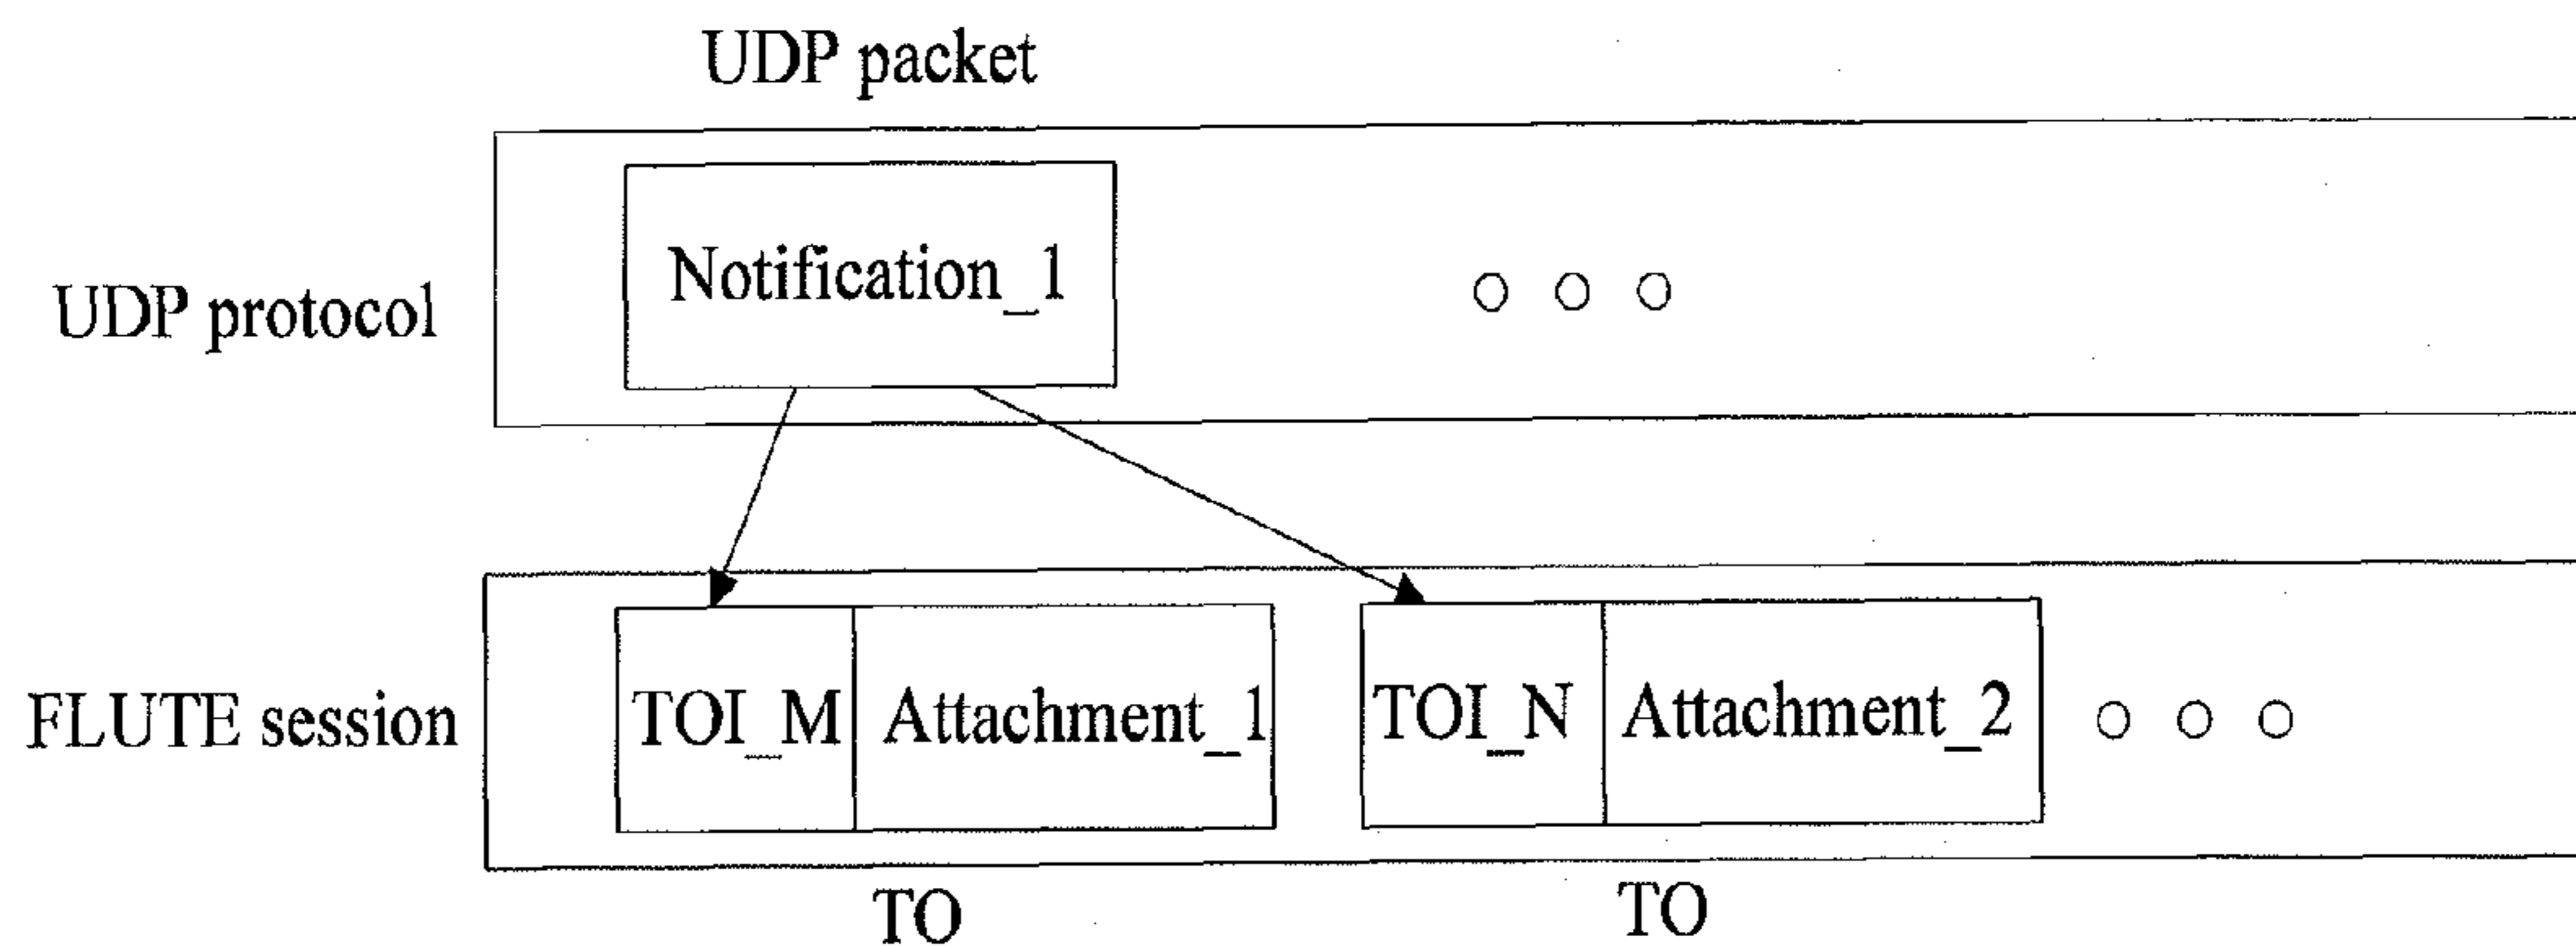 UDP packet
UDP protocol
Notification_1
FLUTE session
TOI_M
Attachment_1
TOI_N
Attachment_2
TO
TO